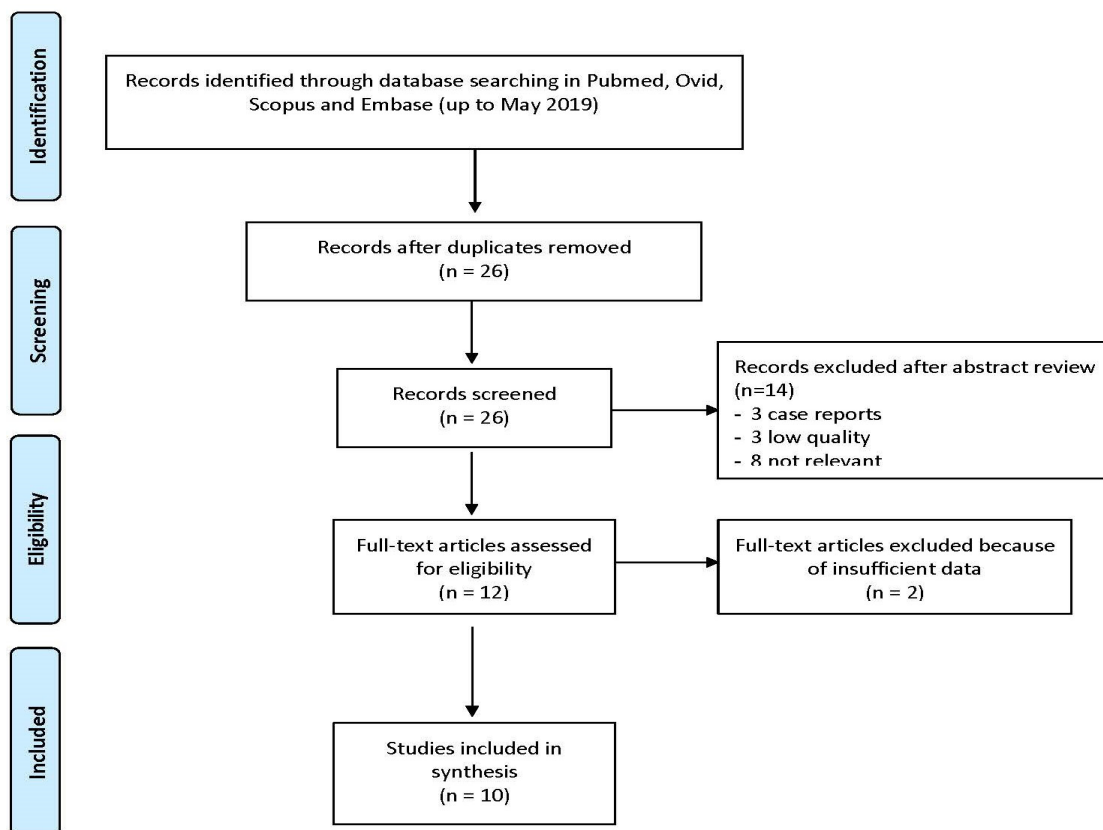 Identification
Records identified through database searching in Pubmed, Ovid,
Scopus and Embase (up to May 2019)
Screening
Records after duplicates removed
(n = 26)
Records screened
(n = 26)
Records excluded after abstract review
(n=14)
- 3 case reports
- 3 low quality
- 8 not relevant
Eligibility
Full-text articles assessed
for eligibility
(n = 12)
Full-text articles excluded because
of insufficient data
(n = 2)
Included
Studies included in
synthesis
(n = 10)